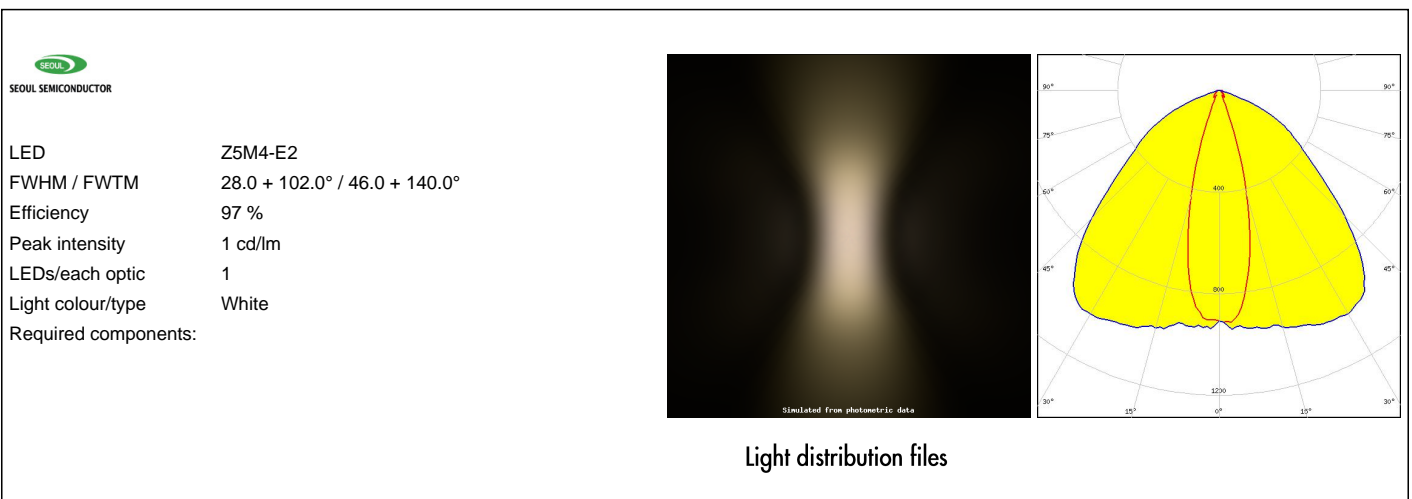 SEOUL
SEOUL SEMICONDUCTOR
LED Z5M4-E2
FWHM / FWTM 28.0 + 102.0° / 46.0 + 140.0°
Efficiency 97 %
Peak intensity 1 cd/lm
LEDs/each optic 1
Light colour/type White
Required components:
Simulated from photometric data
90° 90°
75° 75°
60° 60°
400
45° 45°
800
1200
30° 30°
15° 0° 15°
Light distribution files